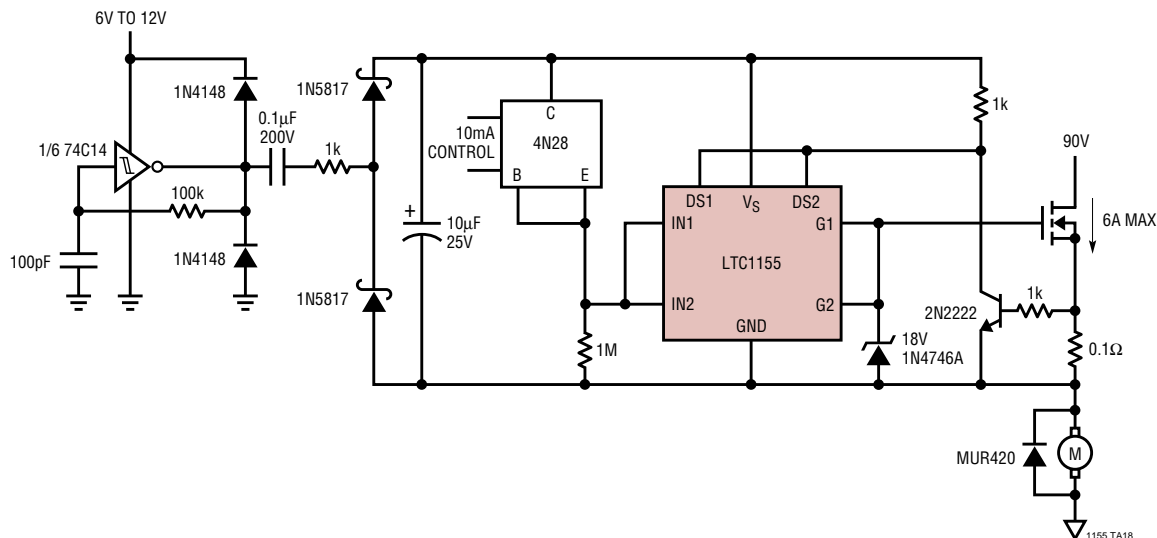 6V TO 12V
1N4148
1N5817
0.1μF
200V
1k
1/6 74C14
100k
100pF
1N4148
1N5817
+
10μF
25V
10mA
CONTROL
C
4N28
B
E
1M
DS1
VS
DS2
IN1
G1
LTC1155
IN2
G2
GND
1k
90V
6A MAX
2N2222
1k
18V
1N4746A
0.1Ω
MUR420
M
1155 TA18